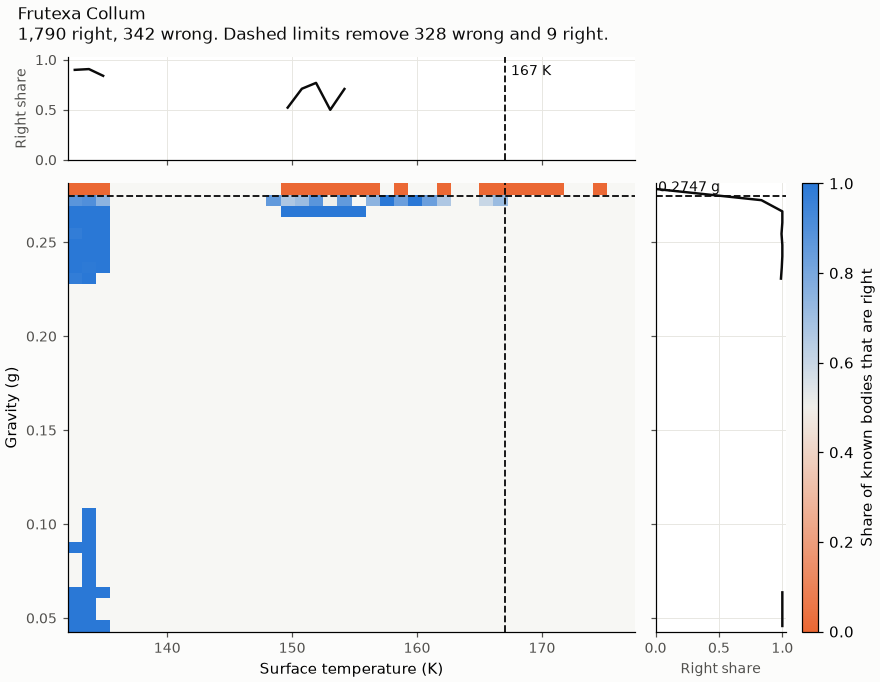 Frutexa Collum
1,790 right, 342 wrong. Dashed limits remove 328 wrong and 9 right.
Right share
1.0
0.5
0.0
167 K
Gravity (g)
0.25
0.20
0.15
0.10
0.05
140
150
160
170
Surface temperature (K)
0.2747 g
0.0
0.5
1.0
Right share
1.0
0.8
0.6
0.4
0.2
0.0
Share of known bodies that are right